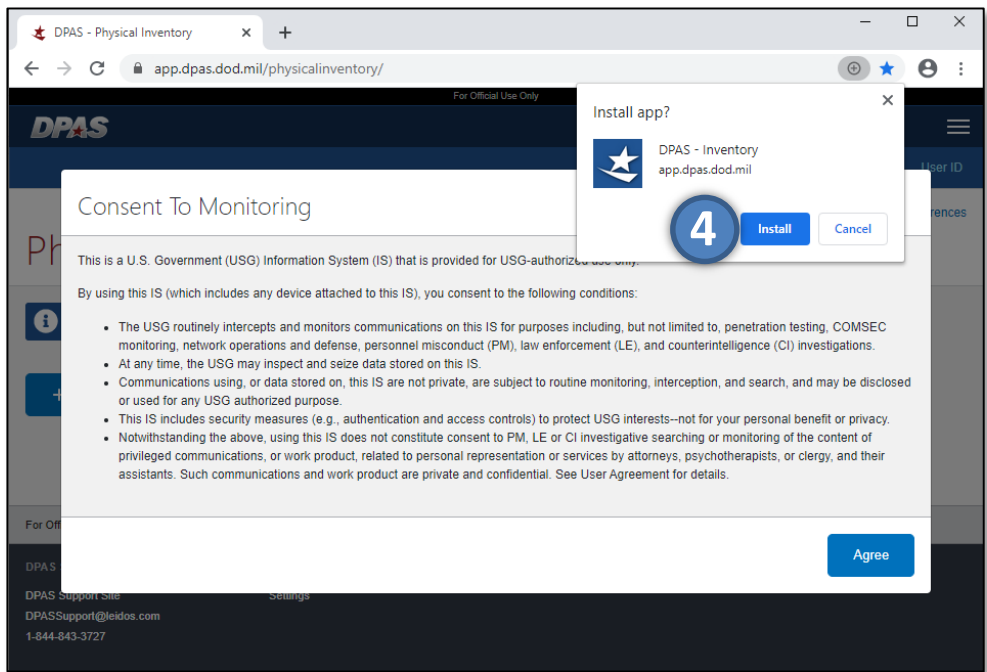 DPAS - Physical Inventory
app.dpas.dod.mil/physicalinventory/
For Official Use Only
Install app?
DPAS
DPAS - Inventory
app.dpas.dod.mil
User ID
4
Install
Cancel
Consent To Monitoring
This is a U.S. Government (USG) Information System (IS) that is provided for USG-authorized use only.
By using this IS (which includes any device attached to this IS), you consent to the following conditions:
• The USG routinely intercepts and monitors communications on this IS for purposes including, but not limited to, penetration testing, COMSEC
monitoring, network operations and defense, personnel misconduct (PM), law enforcement (LE), and counterintelligence (CI) investigations.
• At any time, the USG may inspect and seize data stored on this IS.
• Communications using, or data stored on, this IS are not private, are subject to routine monitoring, interception, and search, and may be disclosed
or used for any USG authorized purpose.
• This IS includes security measures (e.g., authentication and access controls) to protect USG interests--not for your personal benefit or privacy.
• Notwithstanding the above, using this IS does not constitute consent to PM, LE or CI investigative searching or monitoring of the content of
privileged communications, or work product, related to personal representation or services by attorneys, psychotherapists, or clergy, and their
assistants. Such communications and work product are private and confidential. See User Agreement for details.
For Off
Agree
DPAS
DPAS Support Site
Settings
DPASSupport@leidos.com
1-844-843-3727